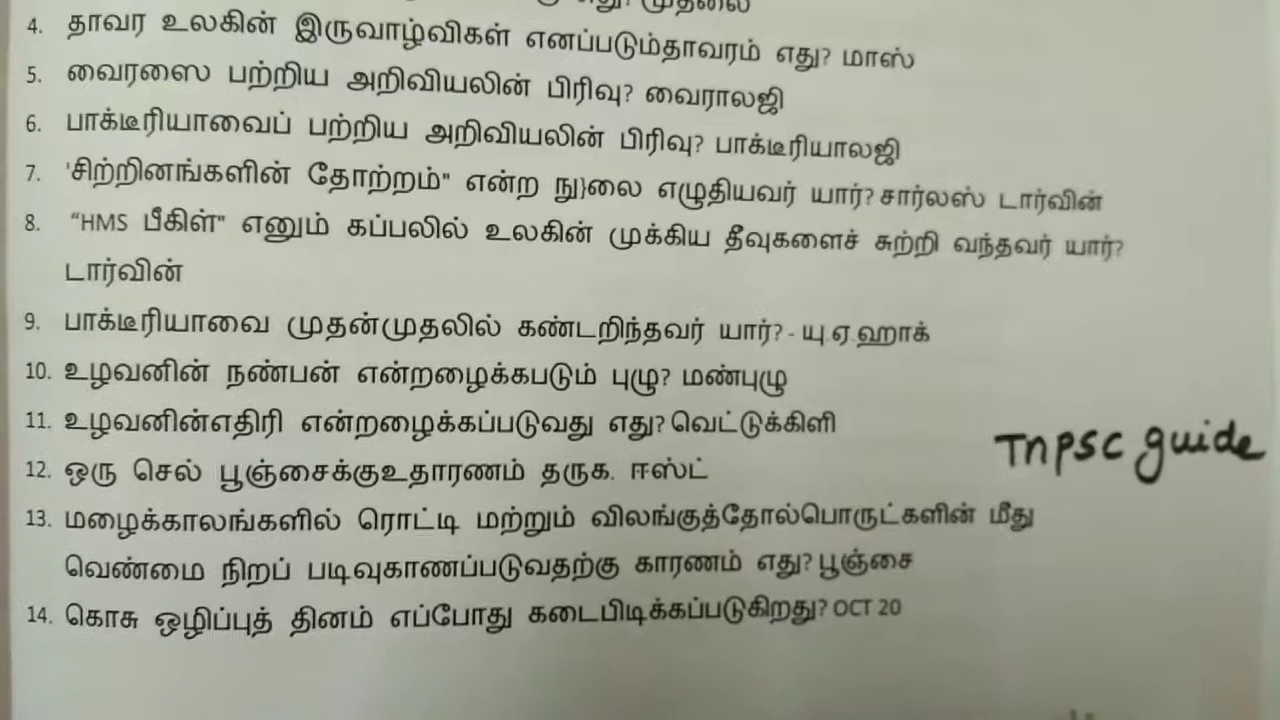 முதலை
4. தாவர உலகின் இருவாழ்விகள் எனப்படும்தாவரம் எது? மாஸ்
5. வைரஸை பற்றிய அறிவியலின் பிரிவு? வைராலஜி
6. பாக்டீரியாவைப் பற்றிய அறிவியலின் பிரிவு? பாக்டீரியாலஜி
7. 'சிற்றினங்களின் தோற்றம்" என்ற நு}லை எழுதியவர் யார்? சார்லஸ் டார்வின்
8. “HMS பீகிள்" எனும் கப்பலில் உலகின் முக்கிய தீவுகளைச் சுற்றி வந்தவர் யார்?
டார்வின்
9. பாக்டீரியாவை முதன்முதலில் கண்டறிந்தவர் யார்? - யு.ஏ.ஹாக்
10. உழவனின் நண்பன் என்றழைக்கபடும் புழு? மண்புழு
11. உழவனின்எதிரி என்றழைக்கப்படுவது எது? வெட்டுக்கிளி
TNPSC guide
12. ஒரு செல் பூஞ்சைக்குஉதாரணம் தருக. ஈஸ்ட்
13. மழைக்காலங்களில் ரொட்டி மற்றும் விலங்குத்தோல்பொருட்களின் மீது
வெண்மை நிறப் படிவுகாணப்படுவதற்கு காரணம் எது? பூஞ்சை
14. கொசு ஒழிப்புத் தினம் எப்போது கடைபிடிக்கப்படுகிறது? OCT 20